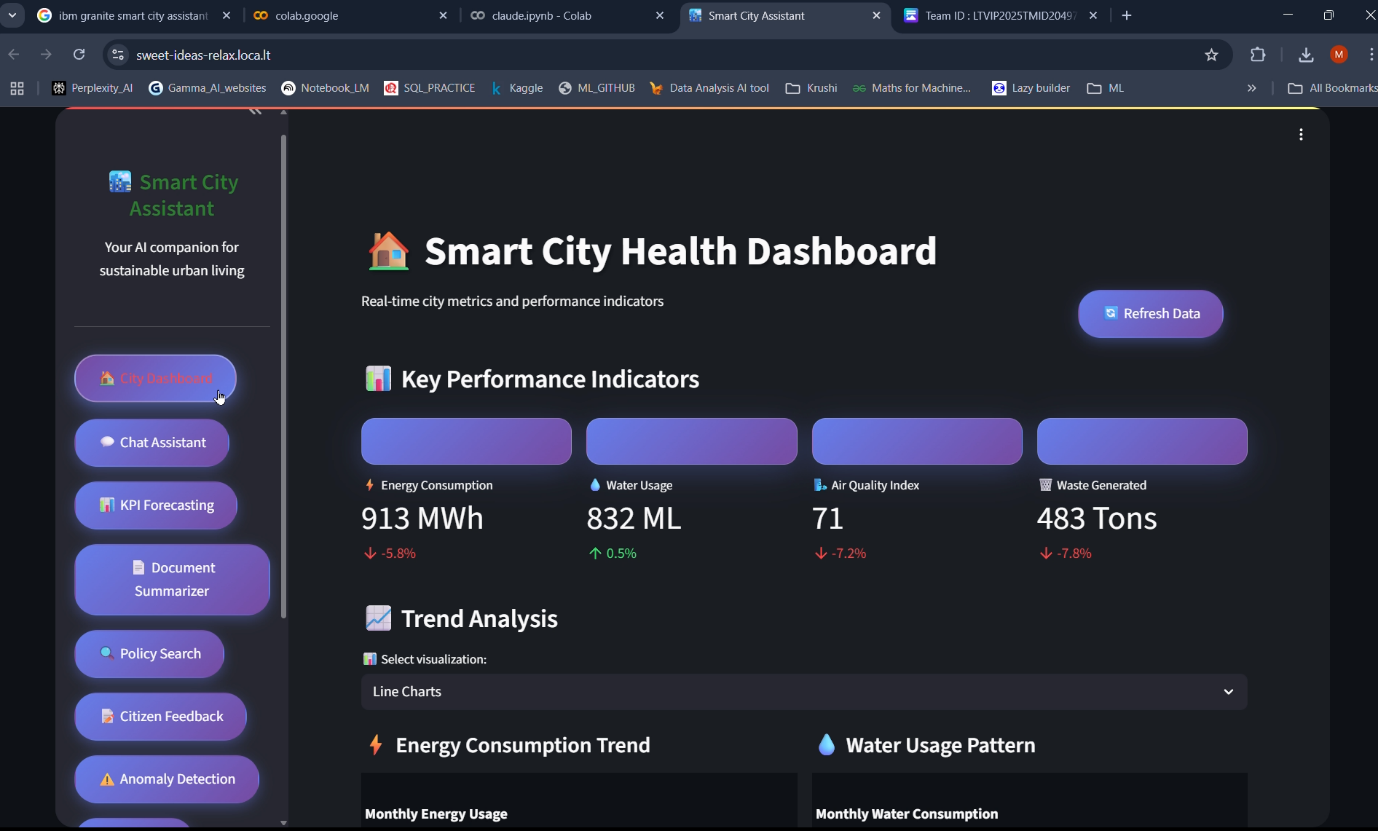 ibm granite smart city assistant
colab.google
claude.ipynb - Colab
Smart City Assistant
Team ID : LTVIP2025TMID20497
sweet-ideas-relax.loca.lt
M
Perplexity_AI
Gamma_AI_websites
Notebook_LM
SQL_PRACTICE
Kaggle
ML_GITHUB
Data Analysis AI tool
Krushi
Maths for Machine...
Lazy builder
ML
All Bookmarks
Smart City
Assistant
Your AI companion for
sustainable urban living
City Dashboard
Chat Assistant
KPI Forecasting
Document
Summarizer
Policy Search
Citizen Feedback
Anomaly Detection
Smart City Health Dashboard
Real-time city metrics and performance indicators
Refresh Data
Key Performance Indicators
Energy Consumption
913 MWh
-5.8%
Water Usage
832 ML
0.5%
Air Quality Index
71
-7.2%
Waste Generated
483 Tons
-7.8%
Trend Analysis
Select visualization:
Line Charts
Energy Consumption Trend
Water Usage Pattern
Monthly Energy Usage
Monthly Water Consumption